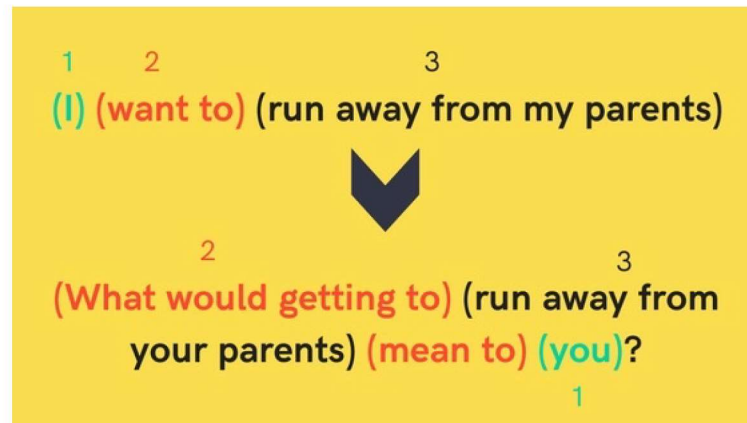 1 2 3
(I) (want to) (run away from my parents)
2 3
(What would getting to) (run away from
your parents) (mean to) (you)?
1